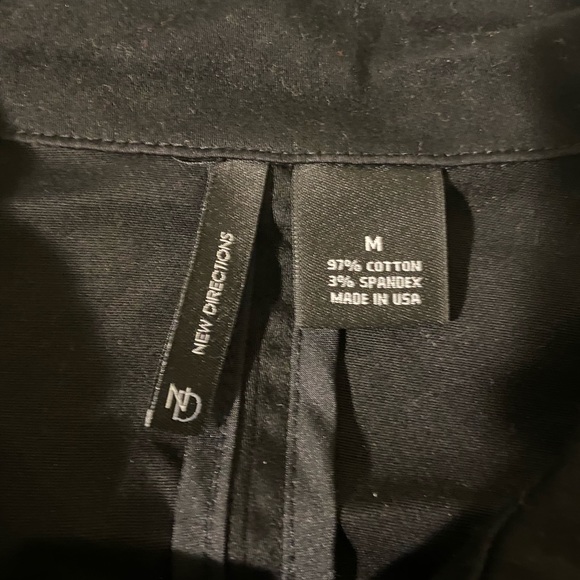 NEW DIRECTIONS
ND
M
97% COTTON
3% SPANDEX
MADE IN USA